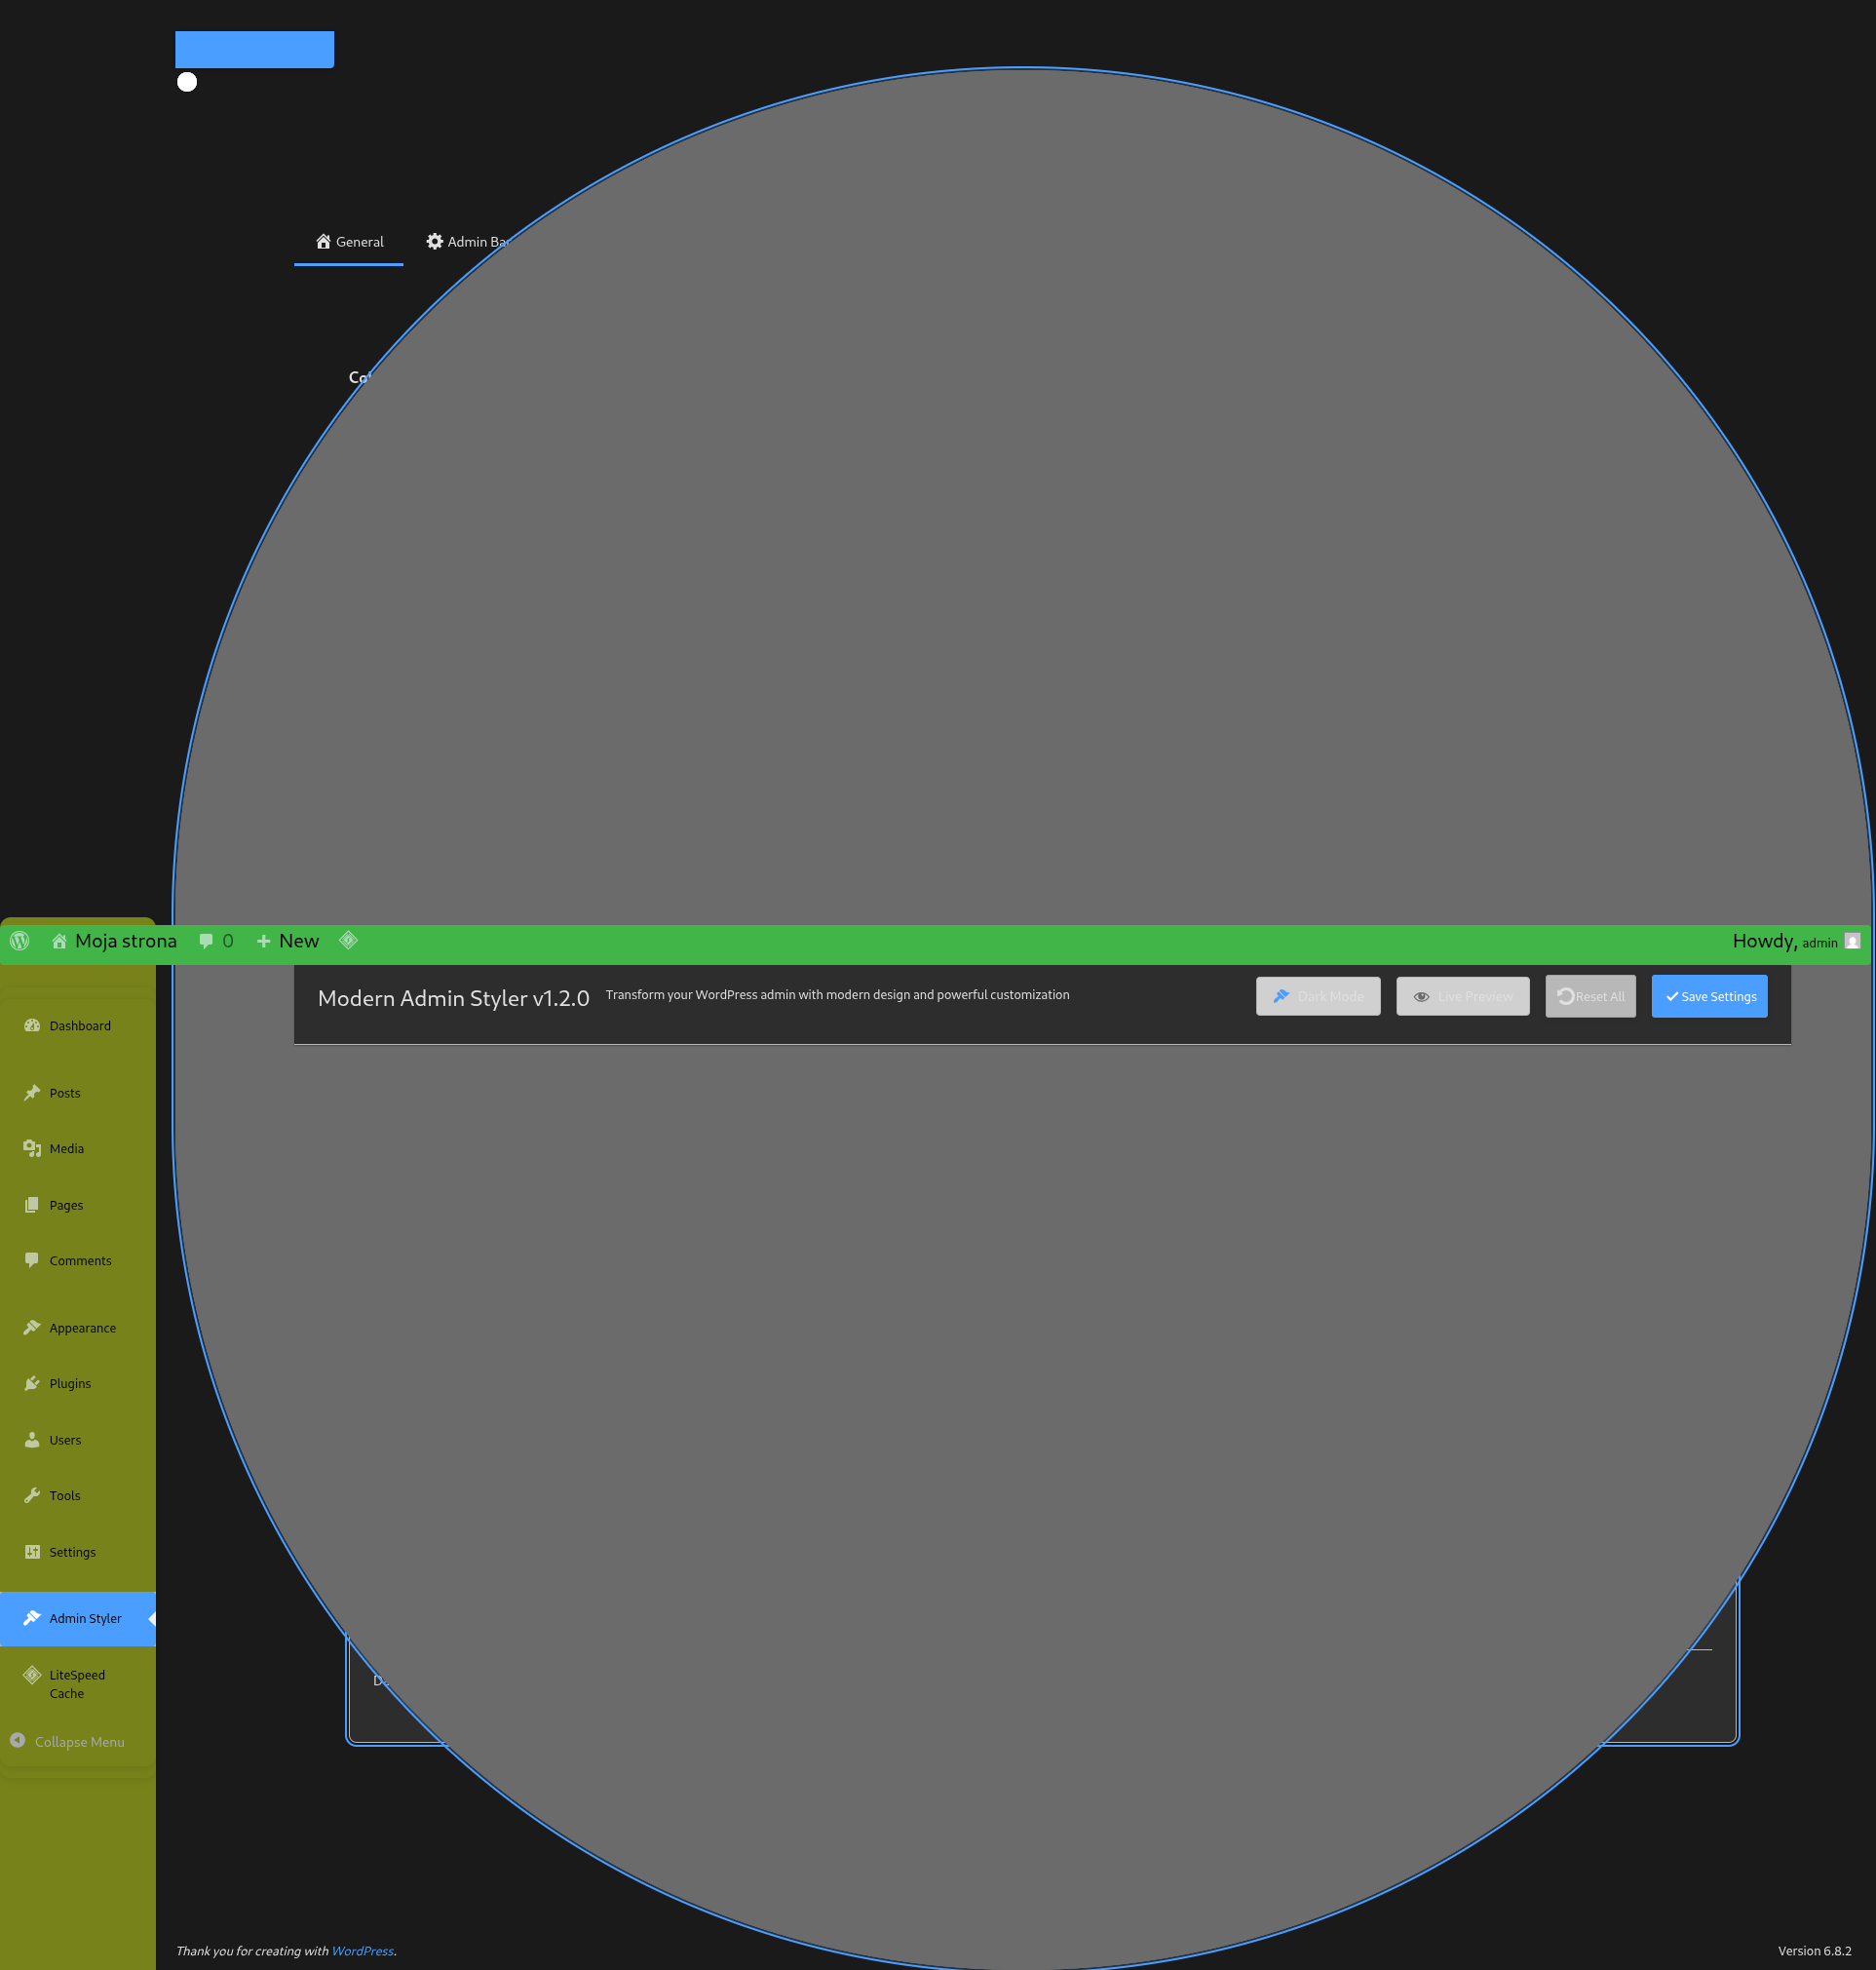 General
Admin Ba
Co
Moja strona
0
New
Howdy, admin
Modern Admin Styler v1.2.0
Transform your WordPress admin with modern design and powerful customization
Dark Mode
Live Preview
Reset All
Save Settings
Dashboard
Posts
Media
Pages
Comments
Appearance
Plugins
Users
Tools
Settings
Admin Styler
LiteSpeed
Cache
D
Collapse Menu
Thank you for creating with WordPress.
Version 6.8.2